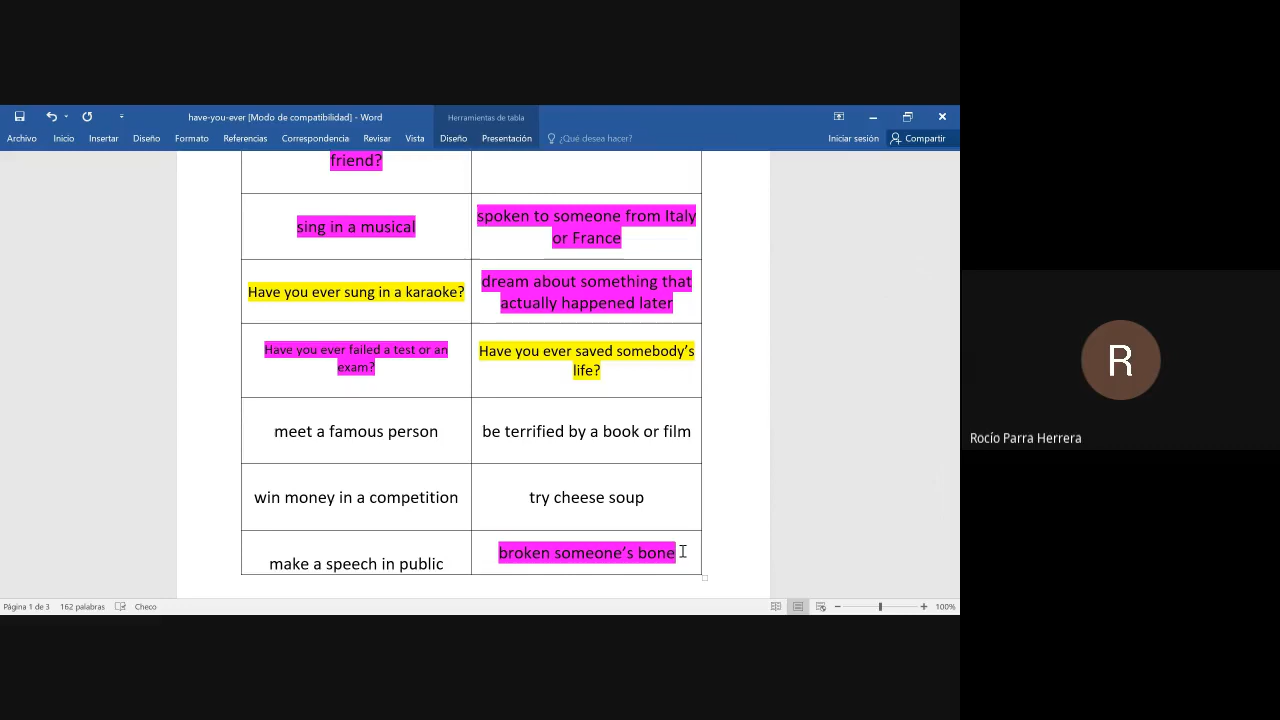 have-you-ever [Modo de compatibilidad] - Word
Herramientas de tabla
Archivo Inicio Insertar Diseño Formato Referencias Correspondencia Revisar Vista Diseño Presentación ¿Qué desea hacer? Iniciar sesión Compartir
friend?
sing in a musical
spoken to someone from Italy
or France
Have you ever sung in a karaoke?
dream about something that
actually happened later
Have you ever failed a test or an
exam?
Have you ever saved somebody's
life?
meet a famous person
be terrified by a book or film
win money in a competition
try cheese soup
make a speech in public
broken someone's bone
Página 1 de 3 162 palabras Checo 100%
R
Rocío Parra Herrera